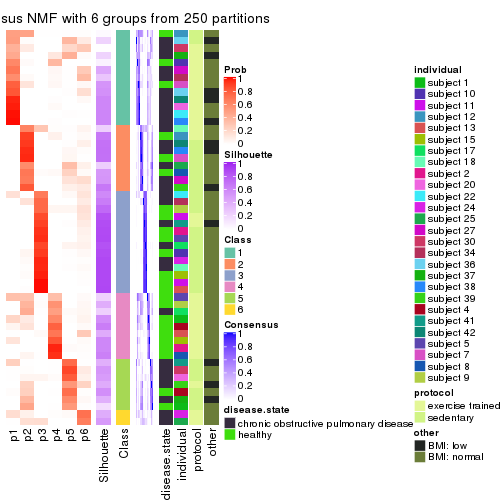 sus NMF with 6 groups from 250 partitions
Prob
1
0.8
0.6
0.4
0.2
0
Silhouette
1
0.8
0.6
0.4
0.2
0
Class
1
2
3
4
5
6
Consensus
1
0.8
0.6
0.4
0.2
0
disease.state
chronic obstructive pulmonary disease
healthy
individual
subject 1
subject 10
subject 11
subject 12
subject 13
subject 15
subject 17
subject 18
subject 2
subject 20
subject 22
subject 24
subject 25
subject 27
subject 30
subject 34
subject 36
subject 37
subject 38
subject 39
subject 4
subject 41
subject 42
subject 5
subject 7
subject 8
subject 9
protocol
exercise trained
sedentary
other
BMI: low
BMI: normal
p1
p2
p3
p4
p5
p6
Silhouette
Class
disease.state
individual
protocol
other